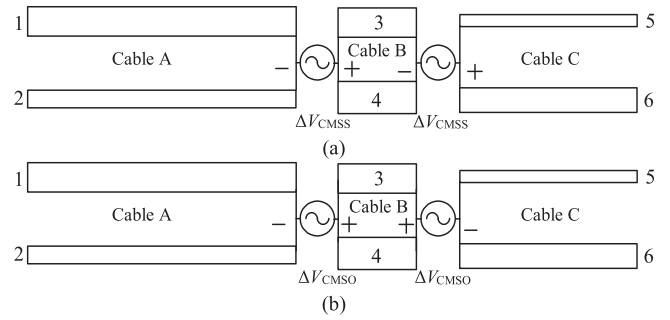 1 3 5
Cable A − + Cable B − + Cable C
2 4 6
ΔV_CMSS ΔV_CMSS
(a)
1 3 5
Cable A − + Cable B + − Cable C
2 4 6
ΔV_CMSO ΔV_CMSO
(b)